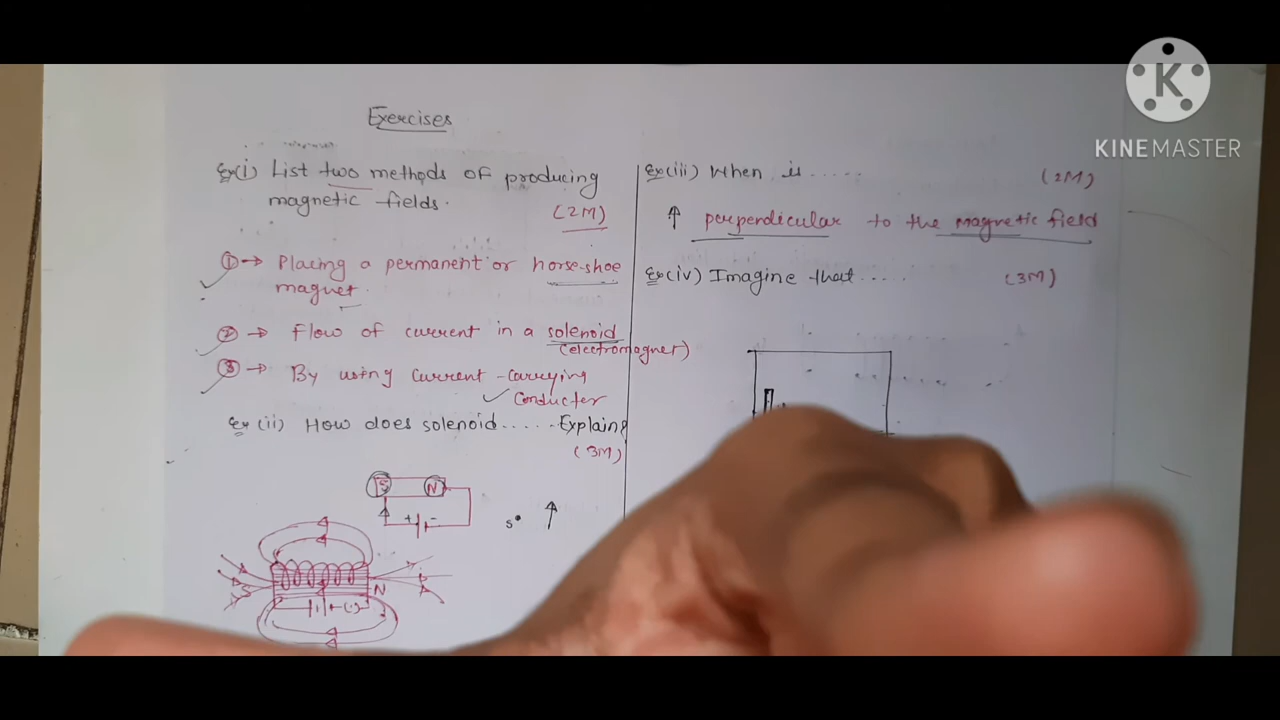 Exercises
Ex(i) List two methods of producing
magnetic fields.
(2M)
① → Placing a permanent or horse-shoe
magnet.
② → Flow of current in a solenoid
(electromagnet)
③ → By using current-carrying
conductor
Ex(ii) How does solenoid.....Explain
(3M)
S N
+ -
S° ↑
S N
+ (·)
Ex(iii) When is..... (2M)
↑ perpendicular to the magnetic field
Ex(iv) Imagine that..... (3M)
K
KINEMASTER